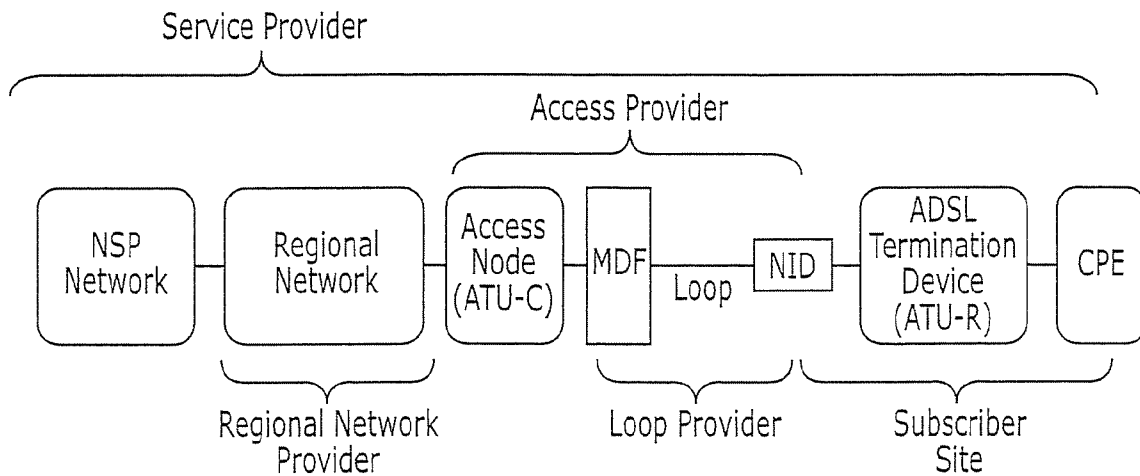 Service Provider
Access Provider
NSP
Network
Regional
Network
Access
Node
(ATU-C)
MDF
Loop
NID
ADSL
Termination
Device
(ATU-R)
CPE
Regional Network
Provider
Loop Provider
Subscriber
Site